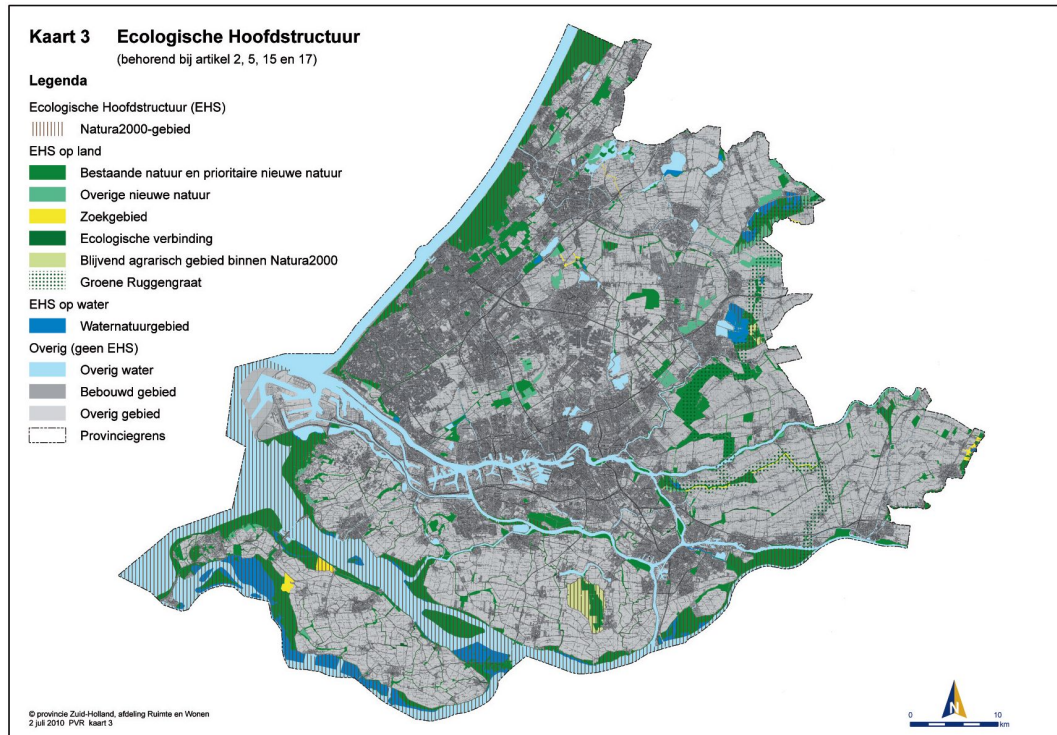 Kaart 3 Ecologische Hoofdstructuur
(behorend bij artikel 2, 5, 15 en 17)
Legenda
Ecologische Hoofdstructuur (EHS)
Natura2000-gebied
EHS op land
Bestaande natuur en prioritaire nieuwe natuur
Overige nieuwe natuur
Zoekgebied
Ecologische verbinding
Blijvend agrarisch gebied binnen Natura2000
Groene Ruggengraat
EHS op water
Waternatuurgebied
Overig (geen EHS)
Overig water
Bebouwd gebied
Overig gebied
Provinciegrens
© provincie Zuid-Holland, afdeling Ruimte en Wonen
2 juli 2010 PVR kaart 3
N
0 10
km